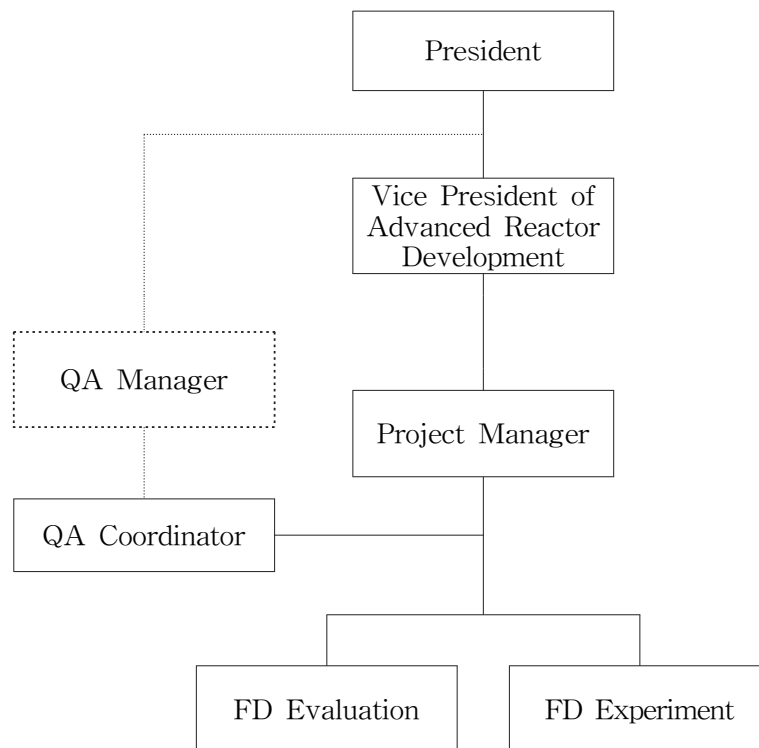 President
Vice President of
Advanced Reactor
Development
QA Manager
Project Manager
QA Coordinator
FD Evaluation
FD Experiment